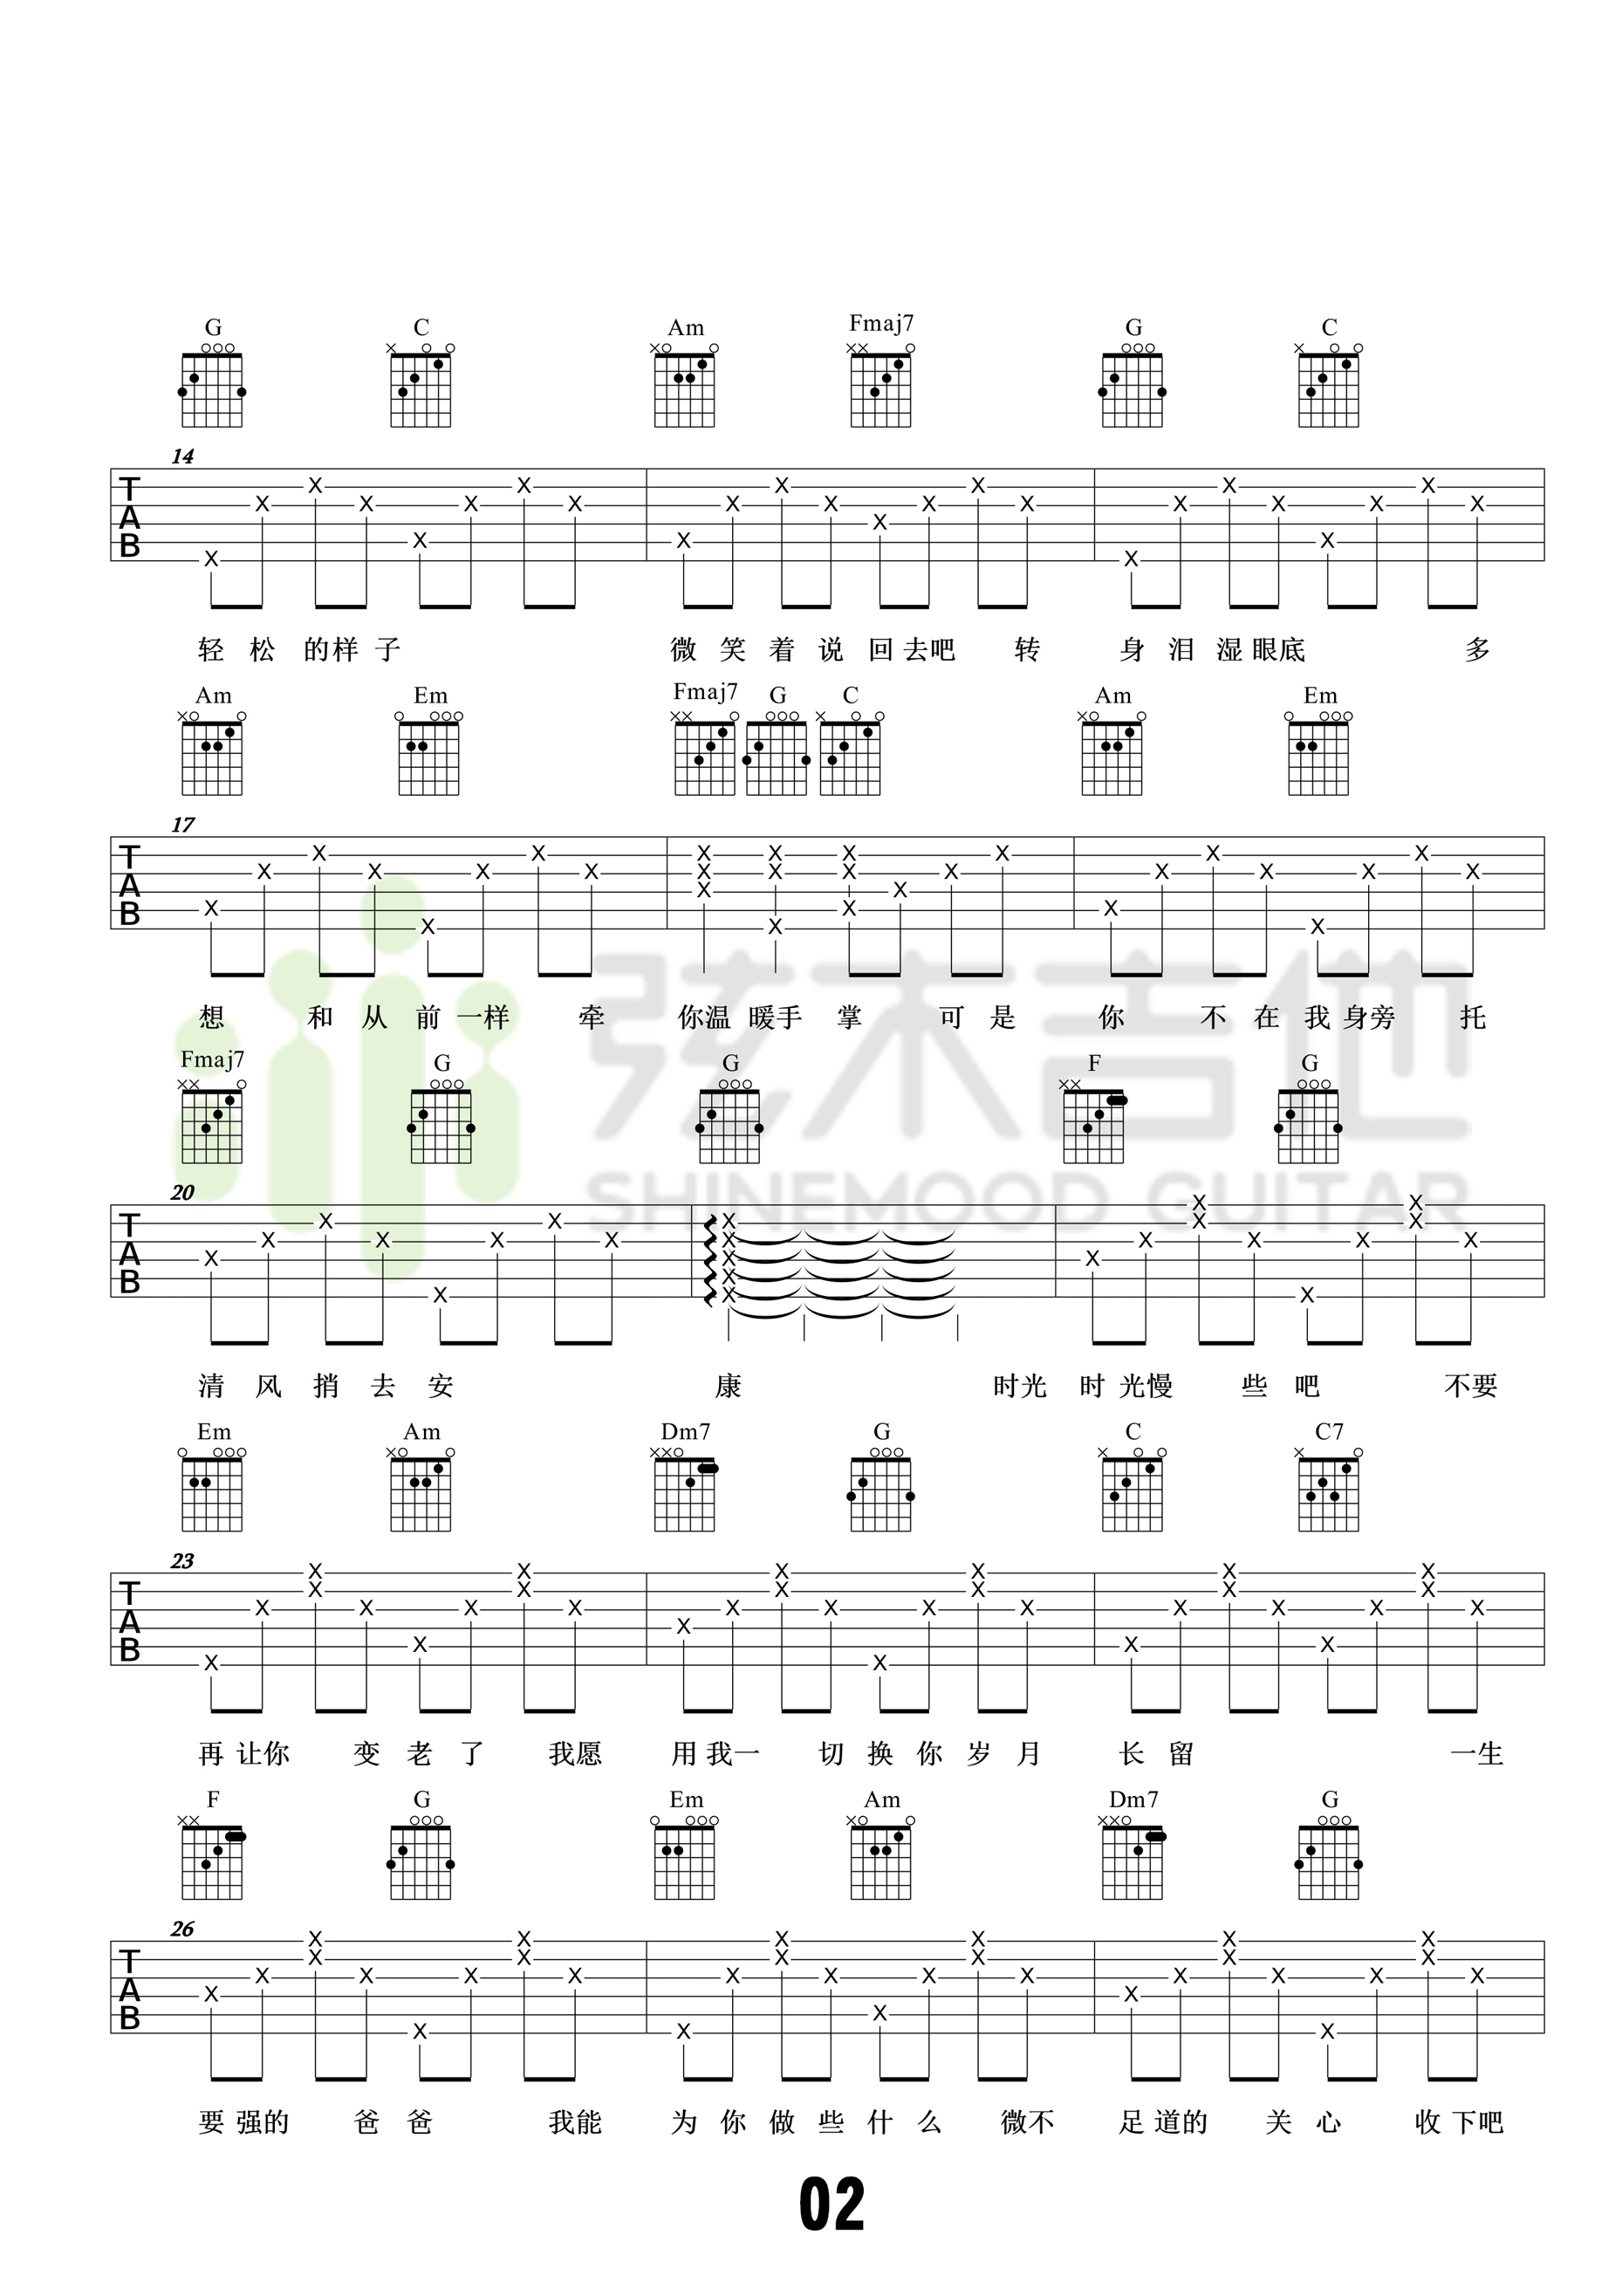 G C Am Fmaj7 G C
14
TAB
轻松的样子 微笑着说回去吧 转身泪湿眼底 多
Am Em Fmaj7 G C Am Em
17
TAB
想和从前一样 牵你温暖手掌 可是你不在我身旁 托
Fmaj7 G G F G
20
TAB
清风捎去安康 时光时光慢些吧 不要
Em Am Dm7 G C C7
23
TAB
再让你变老了 我愿用我一切换你岁月长留 一生
F G Em Am Dm7 G
26
TAB
要强的爸爸 我能为你做些什么 微不足道的关心 收下吧
弦木吉他
SHINEMOOD GUITAR
02